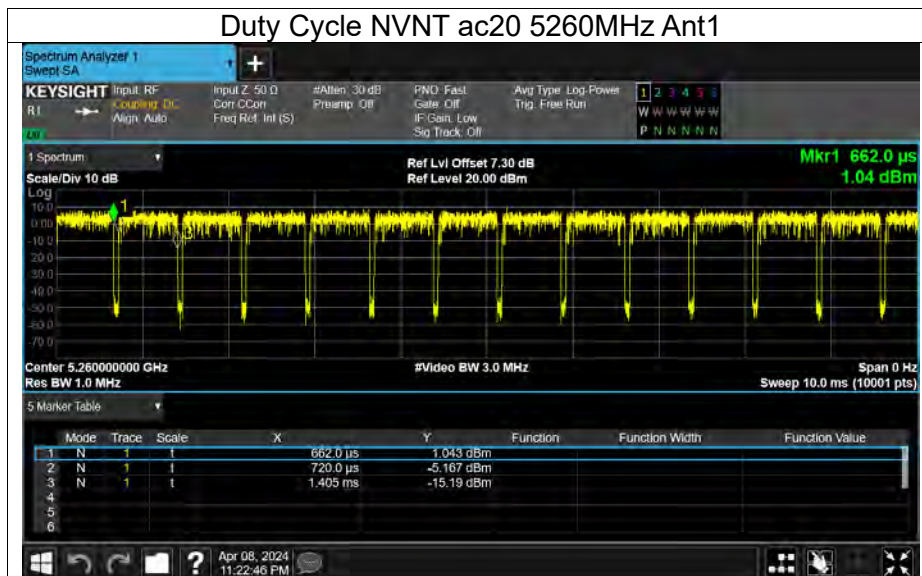 Duty Cycle NVNT ac20 5260MHz Ant1
Spectrum Analyzer 1
Swept SA
+
KEYSIGHT Input: RF Input Z: 50 Ω #Atten: 30 dB PNO: Fast Avg Type: Log-Power 1 2 3 4 5 6
R L Coupling: DC Corr CCorr Preamp: Off Gate: Off Trig: Free Run W W W W W W
Align: Auto Freq Ref: Int (S) IF Gain: Low P N N N N N
Sig Track: Off
1 Spectrum Ref Lvl Offset 7.30 dB Mkr1 662.0 µs
Scale/Div 10 dB Ref Level 20.00 dBm 1.04 dBm
Log
10.0
0.00
-10.0
-20.0
-30.0
-40.0
-50.0
-60.0
-70.0
1
3
Center 5.260000000 GHz #Video BW 3.0 MHz Span 0 Hz
Res BW 1.0 MHz Sweep 10.0 ms (10001 pts)
5 Marker Table
Mode Trace Scale X Y Function Function Width Function Value
1 N 1 t 662.0 µs 1.043 dBm
2 N 1 t 720.0 µs -5.167 dBm
3 N 1 t 1.405 ms -15.19 dBm
4
5
6
? Apr 08, 2024
11:22:46 PM